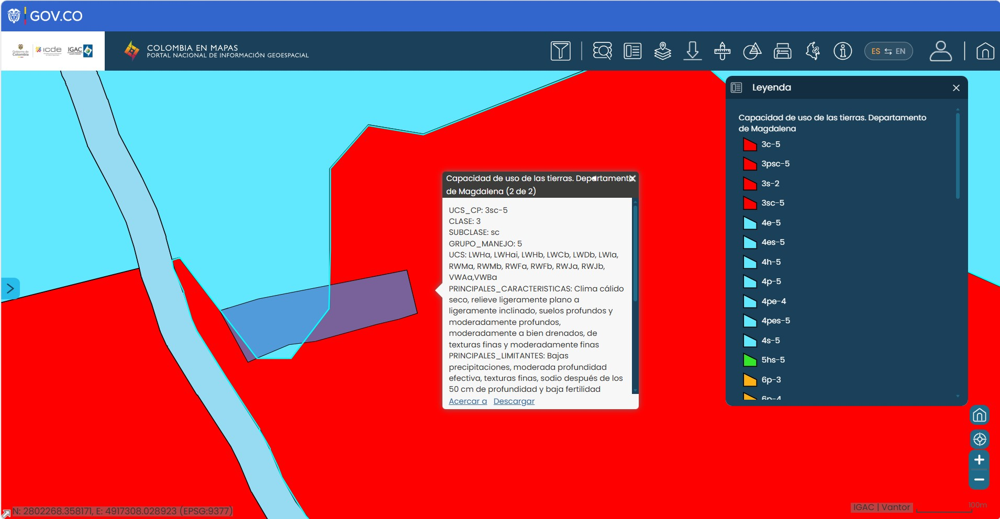 GOV.CO
Gobierno de
Colombia
icde
IGAC
COLOMBIA EN MAPAS
PORTAL NACIONAL DE INFORMACIÓN GEOESPACIAL
ES ⇆ EN
Leyenda
Capacidad de uso de las tierras. Departamento
de Magdalena
3c-5
3psc-5
3s-2
3sc-5
4e-5
4es-5
4h-5
4p-5
4pe-4
4pes-5
4s-5
5hs-5
6p-3
6p-4
Capacidad de uso de las tierras. Departamento
de Magdalena (2 de 2)
UCS_CP: 3sc-5
CLASE: 3
SUBCLASE: sc
GRUPO_MANEJO: 5
UCS: LWHa, LWHai, LWHb, LWCb, LWDb, LWIa,
RWMa, RWMb, RWFa, RWFb, RWJa, RWJb,
VWAa,VWBa
PRINCIPALES_CARACTERISTICAS: Clima cálido
seco, relieve ligeramente plano a
ligeramente inclinado, suelos profundos y
moderadamente profundos,
moderadamente a bien drenados, de
texturas finas y moderadamente finas
PRINCIPALES_LIMITANTES: Bajas
precipitaciones, moderada profundidad
efectiva, texturas finas, sodio después de los
50 cm de profundidad y baja fertilidad
Acercar a Descargar
N: 2802268.358171, E: 4917308.028923 (EPSG:9377)
IGAC | Vantor
100m